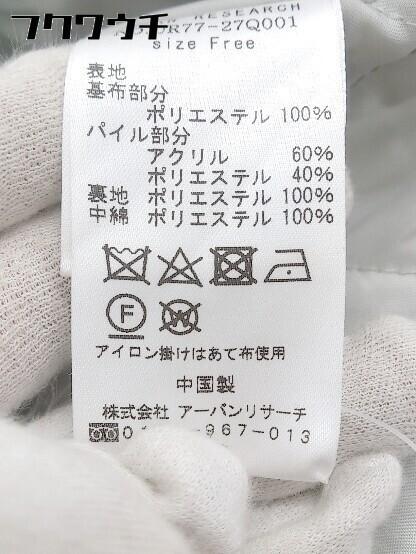 フクワウチ
RESEARCH
R77-27Q001
size Free
表地
基布部分
ポリエステル 100%
パイル部分
アクリル 60%
ポリエステル 40%
裏地 ポリエステル 100%
中綿 ポリエステル 100%
F
W
アイロン掛けはあて布使用
中国製
株式会社 アーバンリサーチ
-967-013